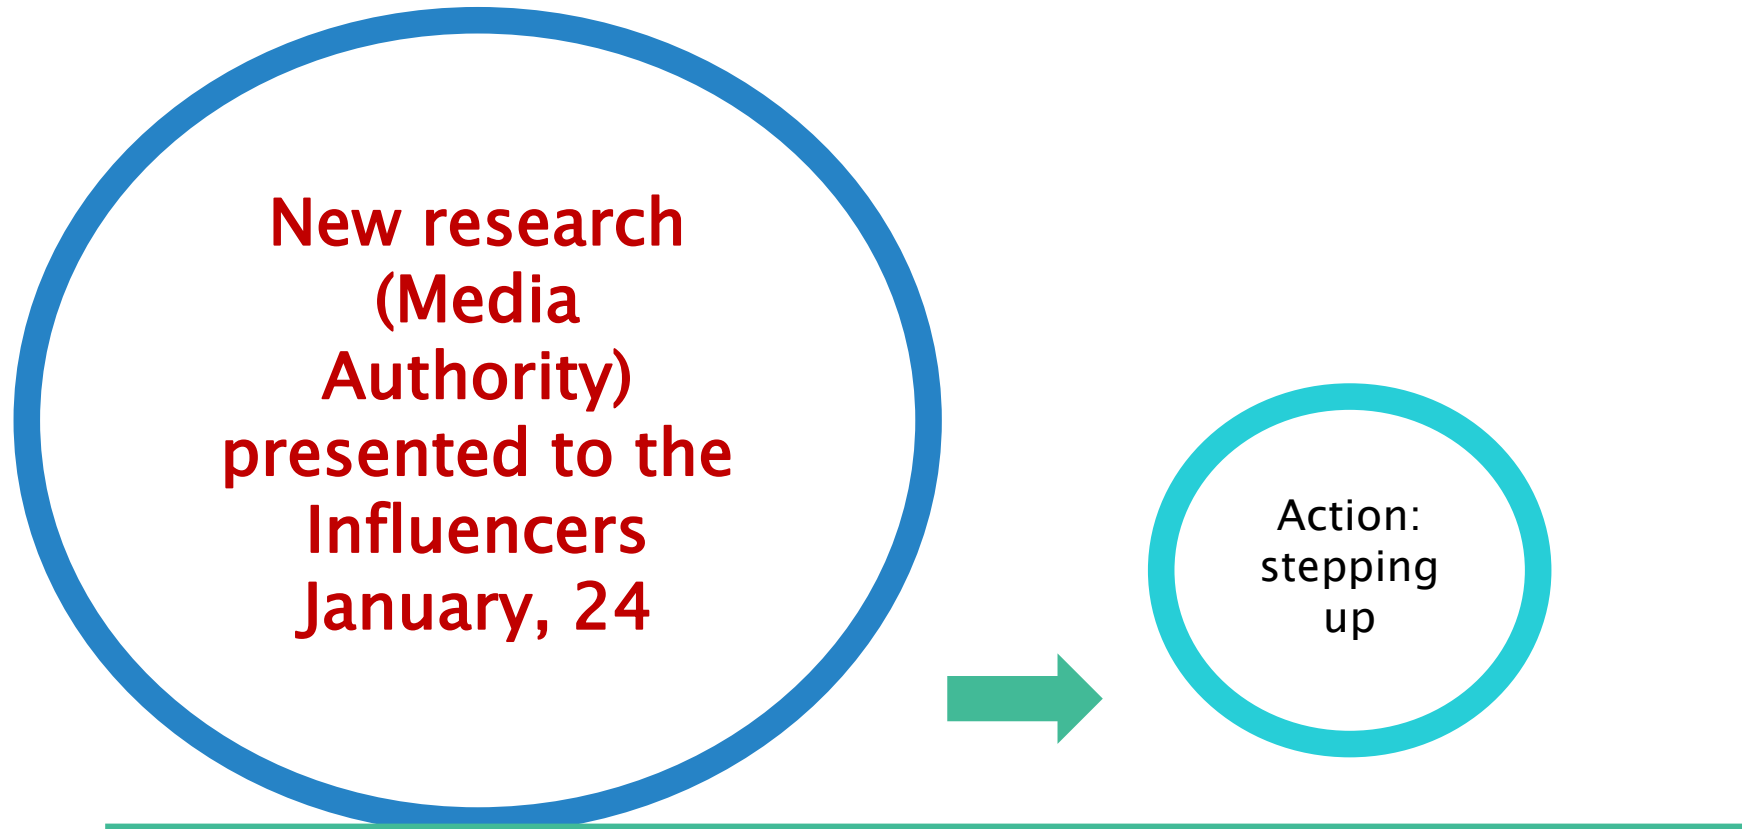 New research
(Media
Authority)
presented to the
Influencers
January, 24
Action:
stepping
up